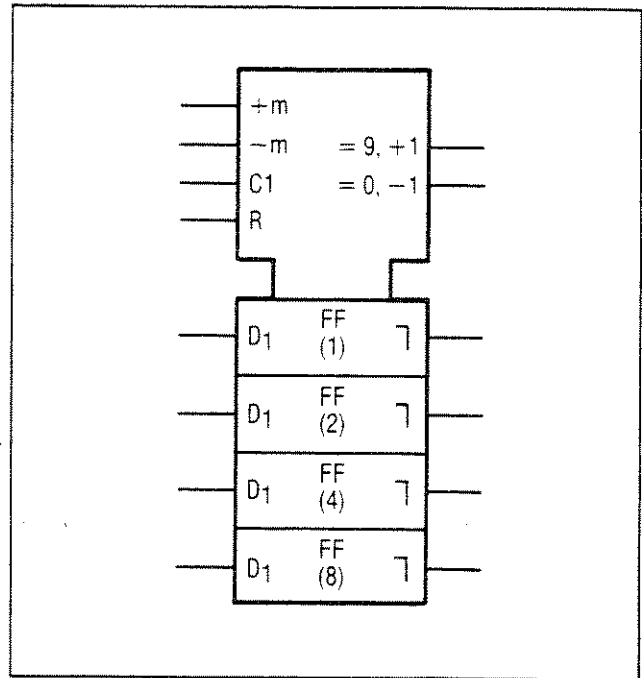 +m
−m = 9, +1
C1 = 0, −1
R
FF
D1 (1) ┐
FF
D1 (2) ┐
FF
D1 (4) ┐
FF
D1 (8) ┐